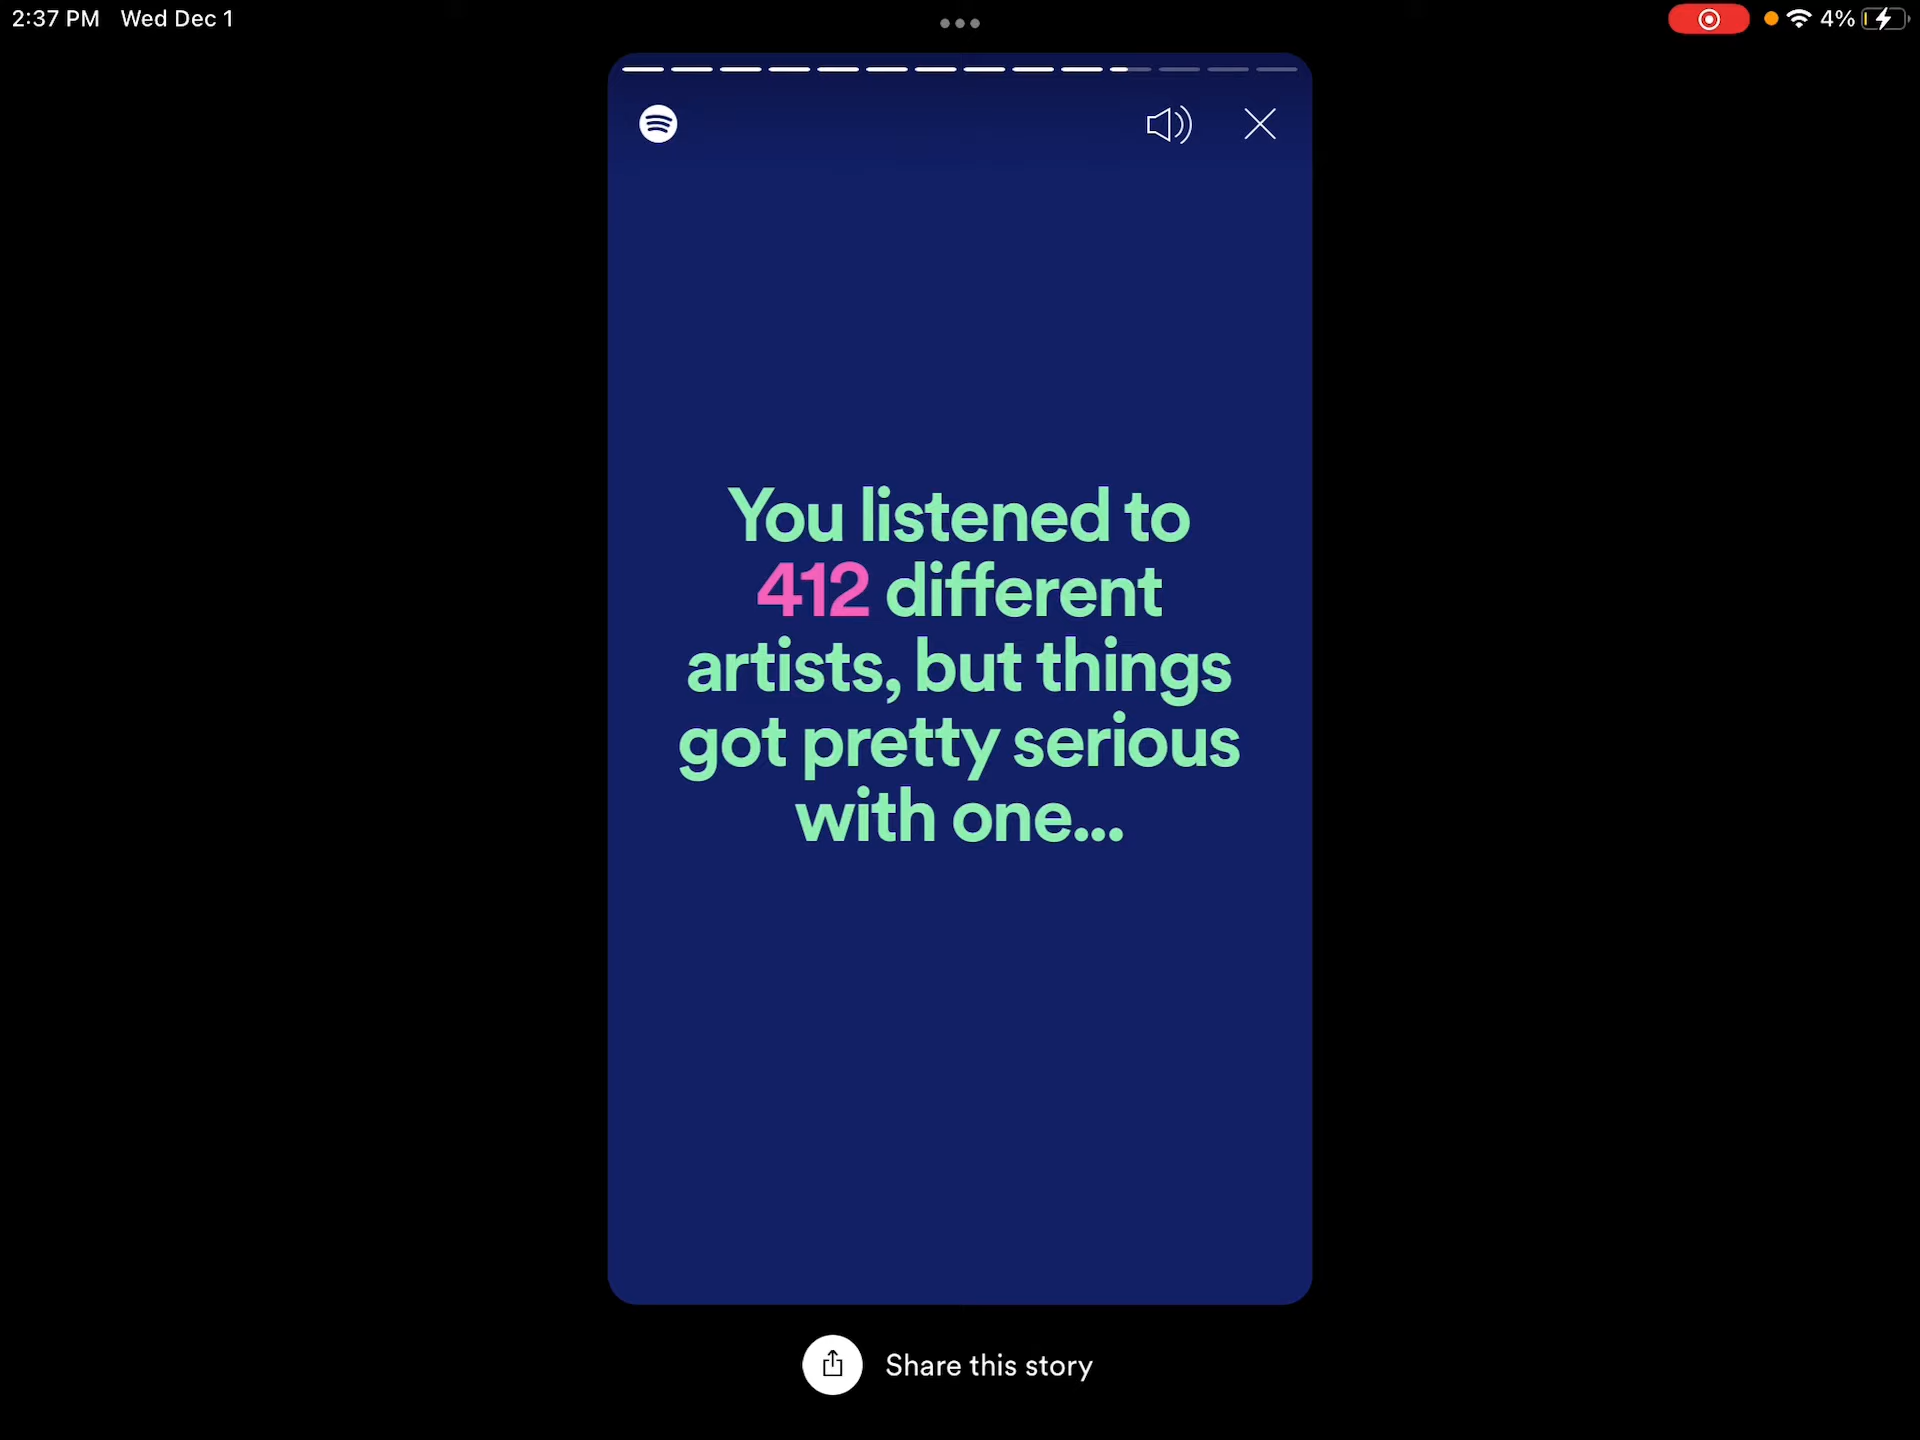 2:37 PM Wed Dec 1
4%
You listened to
412 different
artists, but things
got pretty serious
with one...
Share this story